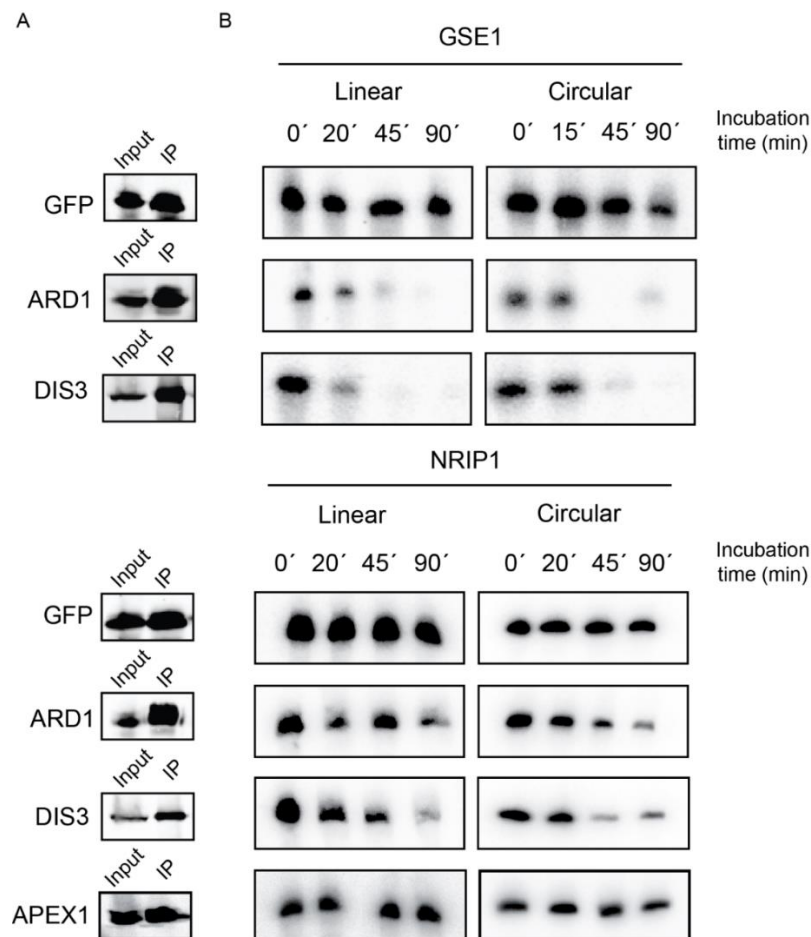 A
B
GSE1
Linear
Circular
Incubation
time (min)
0´ 20´ 45´ 90´
0´ 15´ 45´ 90´
Input
IP
GFP
Input
IP
ARD1
Input
IP
DIS3
NRIP1
Linear
Circular
Incubation
time (min)
0´ 20´ 45´ 90´
0´ 20´ 45´ 90´
Input
IP
GFP
Input
IP
ARD1
Input
IP
DIS3
Input
IP
APEX1